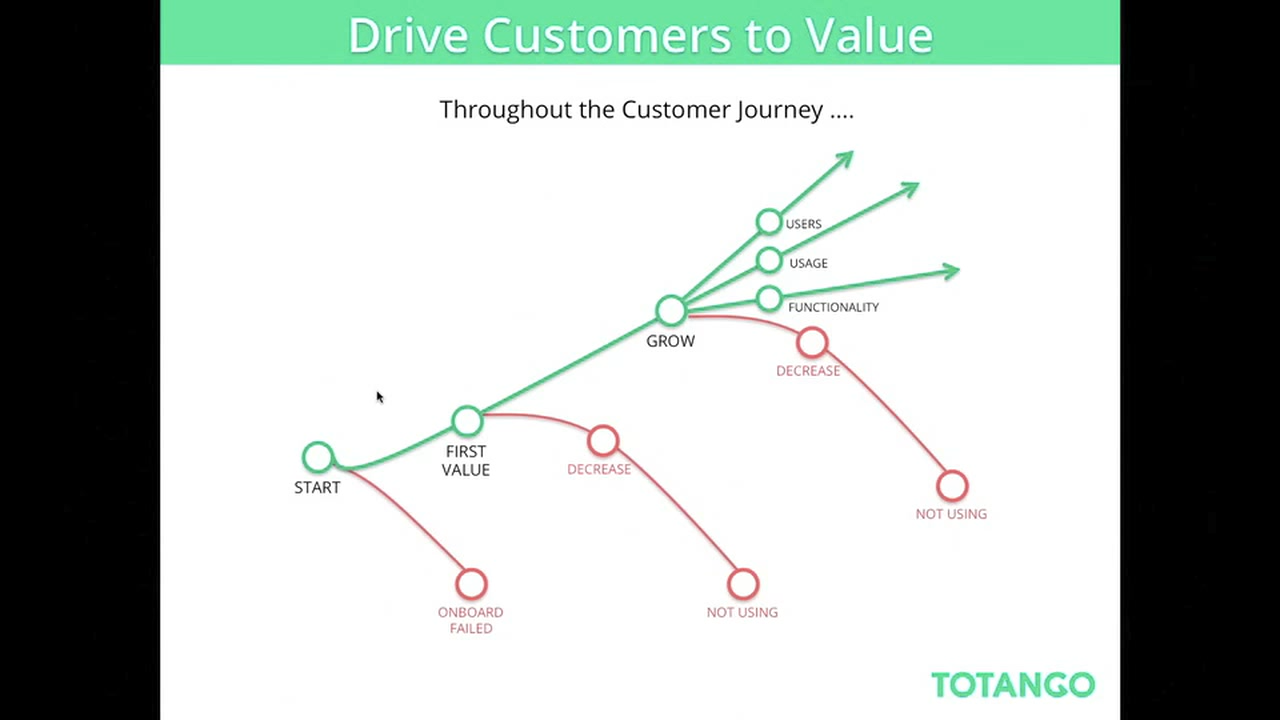 Drive Customers to Value
Throughout the Customer Journey ....
USERS
USAGE
FUNCTIONALITY
GROW
DECREASE
FIRST
VALUE
DECREASE
START
NOT USING
ONBOARD
FAILED
NOT USING
TOTANGO